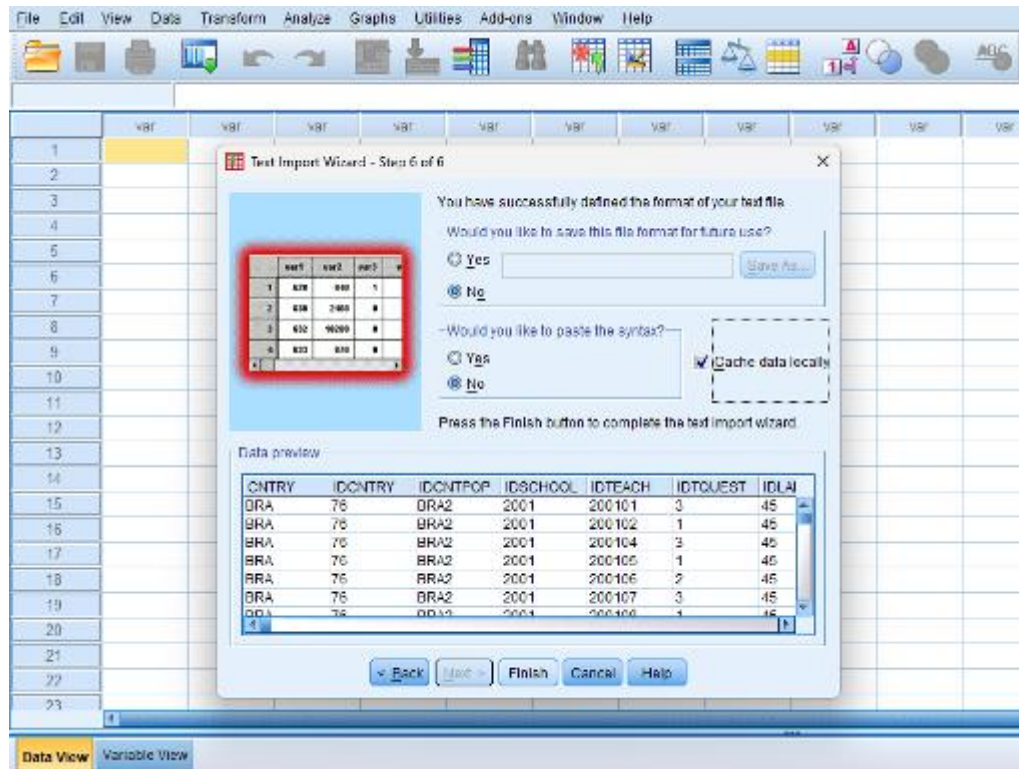 File Edit View Data Transform Analyze Graphs Utilities Add-ons Window Help
var var var var var var var var var var var
1
2
3
4
5
6
7
8
9
10
11
12
13
14
15
16
17
18
19
20
21
22
23
Text Import Wizard - Step 6 of 6
You have successfully defined the format of your text file
Would you like to save this file format for future use?
Yes
Save As...
No
var1 var2 var3
1
2
3
4
Would you like to paste the syntax?
Yes
No
Cache data locally
Press the Finish button to complete the text import wizard.
Data preview
CNTRY IDCNTRY IDCNTPOP IDSCHOOL IDTEACH IDTQUEST IDLA
BRA 76 BRA2 2001 200101 3 45
BRA 76 BRA2 2001 200102 1 45
BRA 76 BRA2 2001 200104 3 45
BRA 76 BRA2 2001 200105 1 45
BRA 76 BRA2 2001 200106 2 45
BRA 76 BRA2 2001 200107 3 45
< Back Next > Finish Cancel Help
Data View Variable View